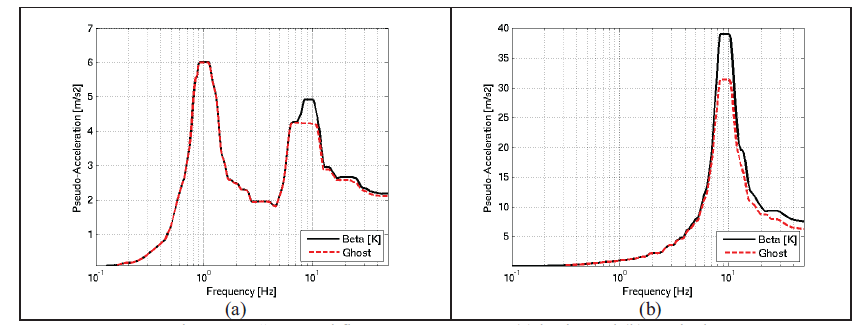 7
6
5
4
3
2
1
Pseudo-Acceleration [m/s2]
10^-1
10^0
10^1
Frequency [Hz]
Beta [K]
Ghost
(a)
40
35
30
25
20
15
10
5
Pseudo-Acceleration [m/s2]
10^-1
10^0
10^1
Frequency [Hz]
Beta [K]
Ghost
(b)